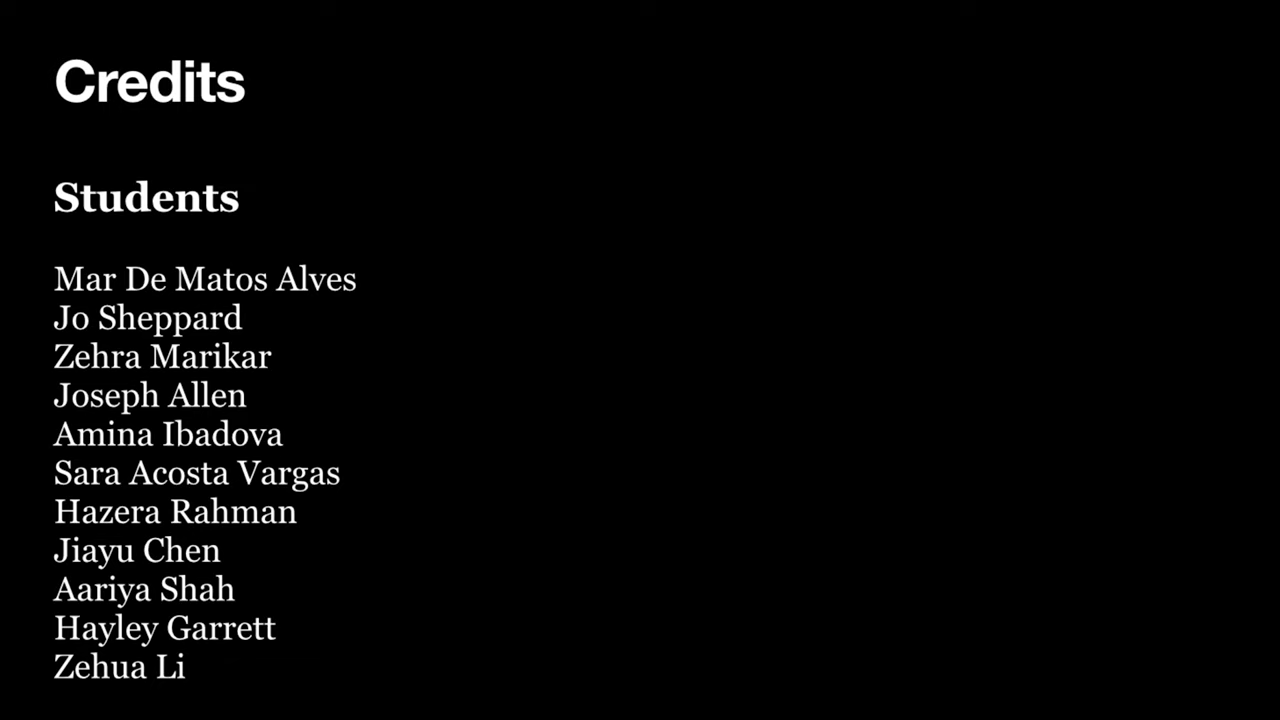 Credits
Students
Mar De Matos Alves
Jo Sheppard
Zehra Marikar
Joseph Allen
Amina Ibadova
Sara Acosta Vargas
Hazera Rahman
Jiayu Chen
Aariya Shah
Hayley Garrett
Zehua Li